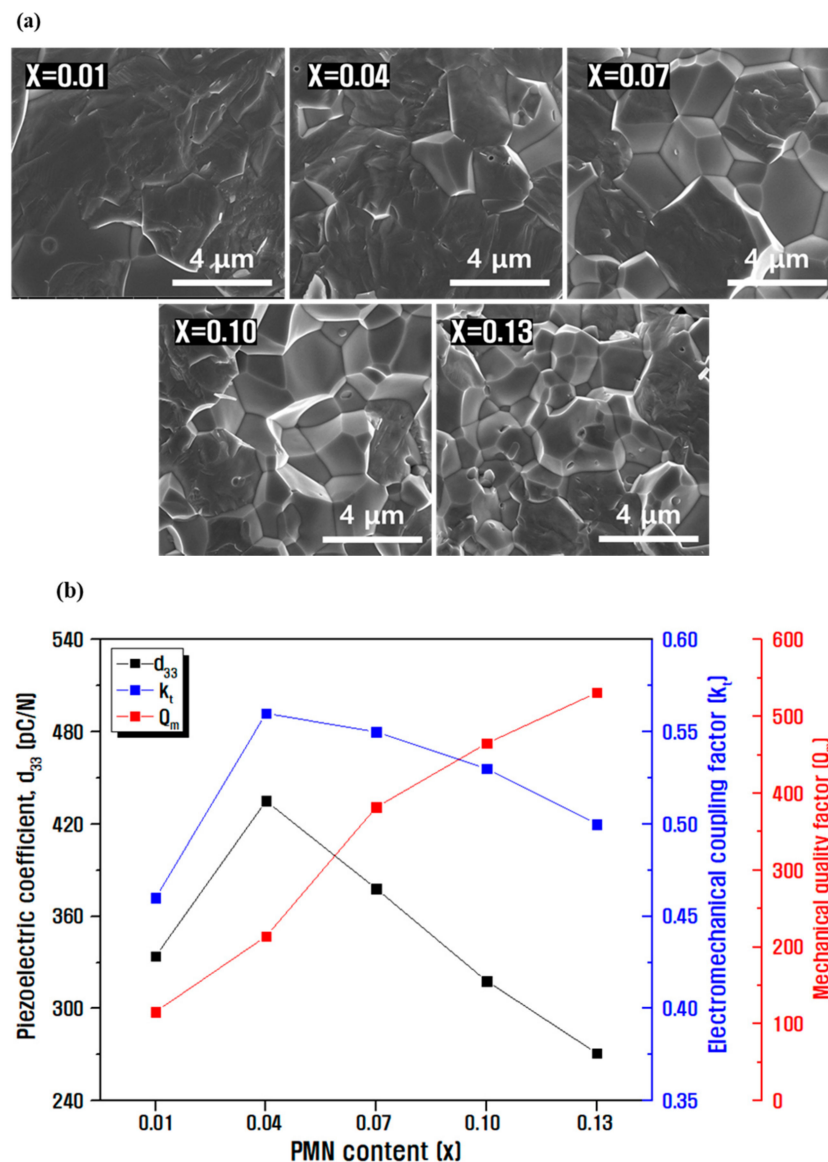 (a)
X=0.01
4 μm
X=0.04
4 μm
X=0.07
4 μm
X=0.10
4 μm
X=0.13
4 μm
(b)
Piezoelectric coefficient, d33 (pC/N)
540
480
420
360
300
240
d33
kt
Qm
0.01
0.04
0.07
0.10
0.13
PMN content (x)
0.60
0.55
0.50
0.45
0.40
0.35
Electromechanical coupling factor (kt)
600
500
400
300
200
100
0
Mechanical quality factor